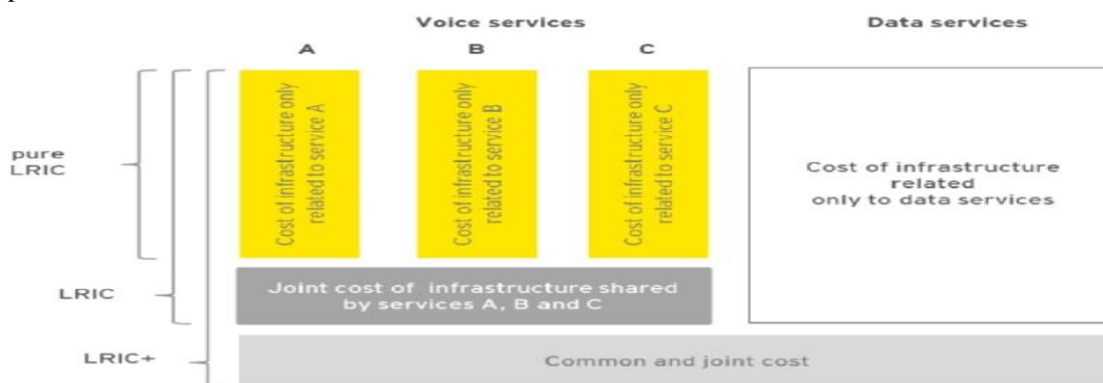 Voice services
Data services
A
B
C
Cost of infrastructure only
related to service A
Cost of infrastructure only
related to service B
Cost of infrastructure only
related to service C
pure
LRIC
Cost of infrastructure
related
only to data services
LRIC
Joint cost of infrastructure shared
by services A, B and C
LRIC+
Common and joint cost